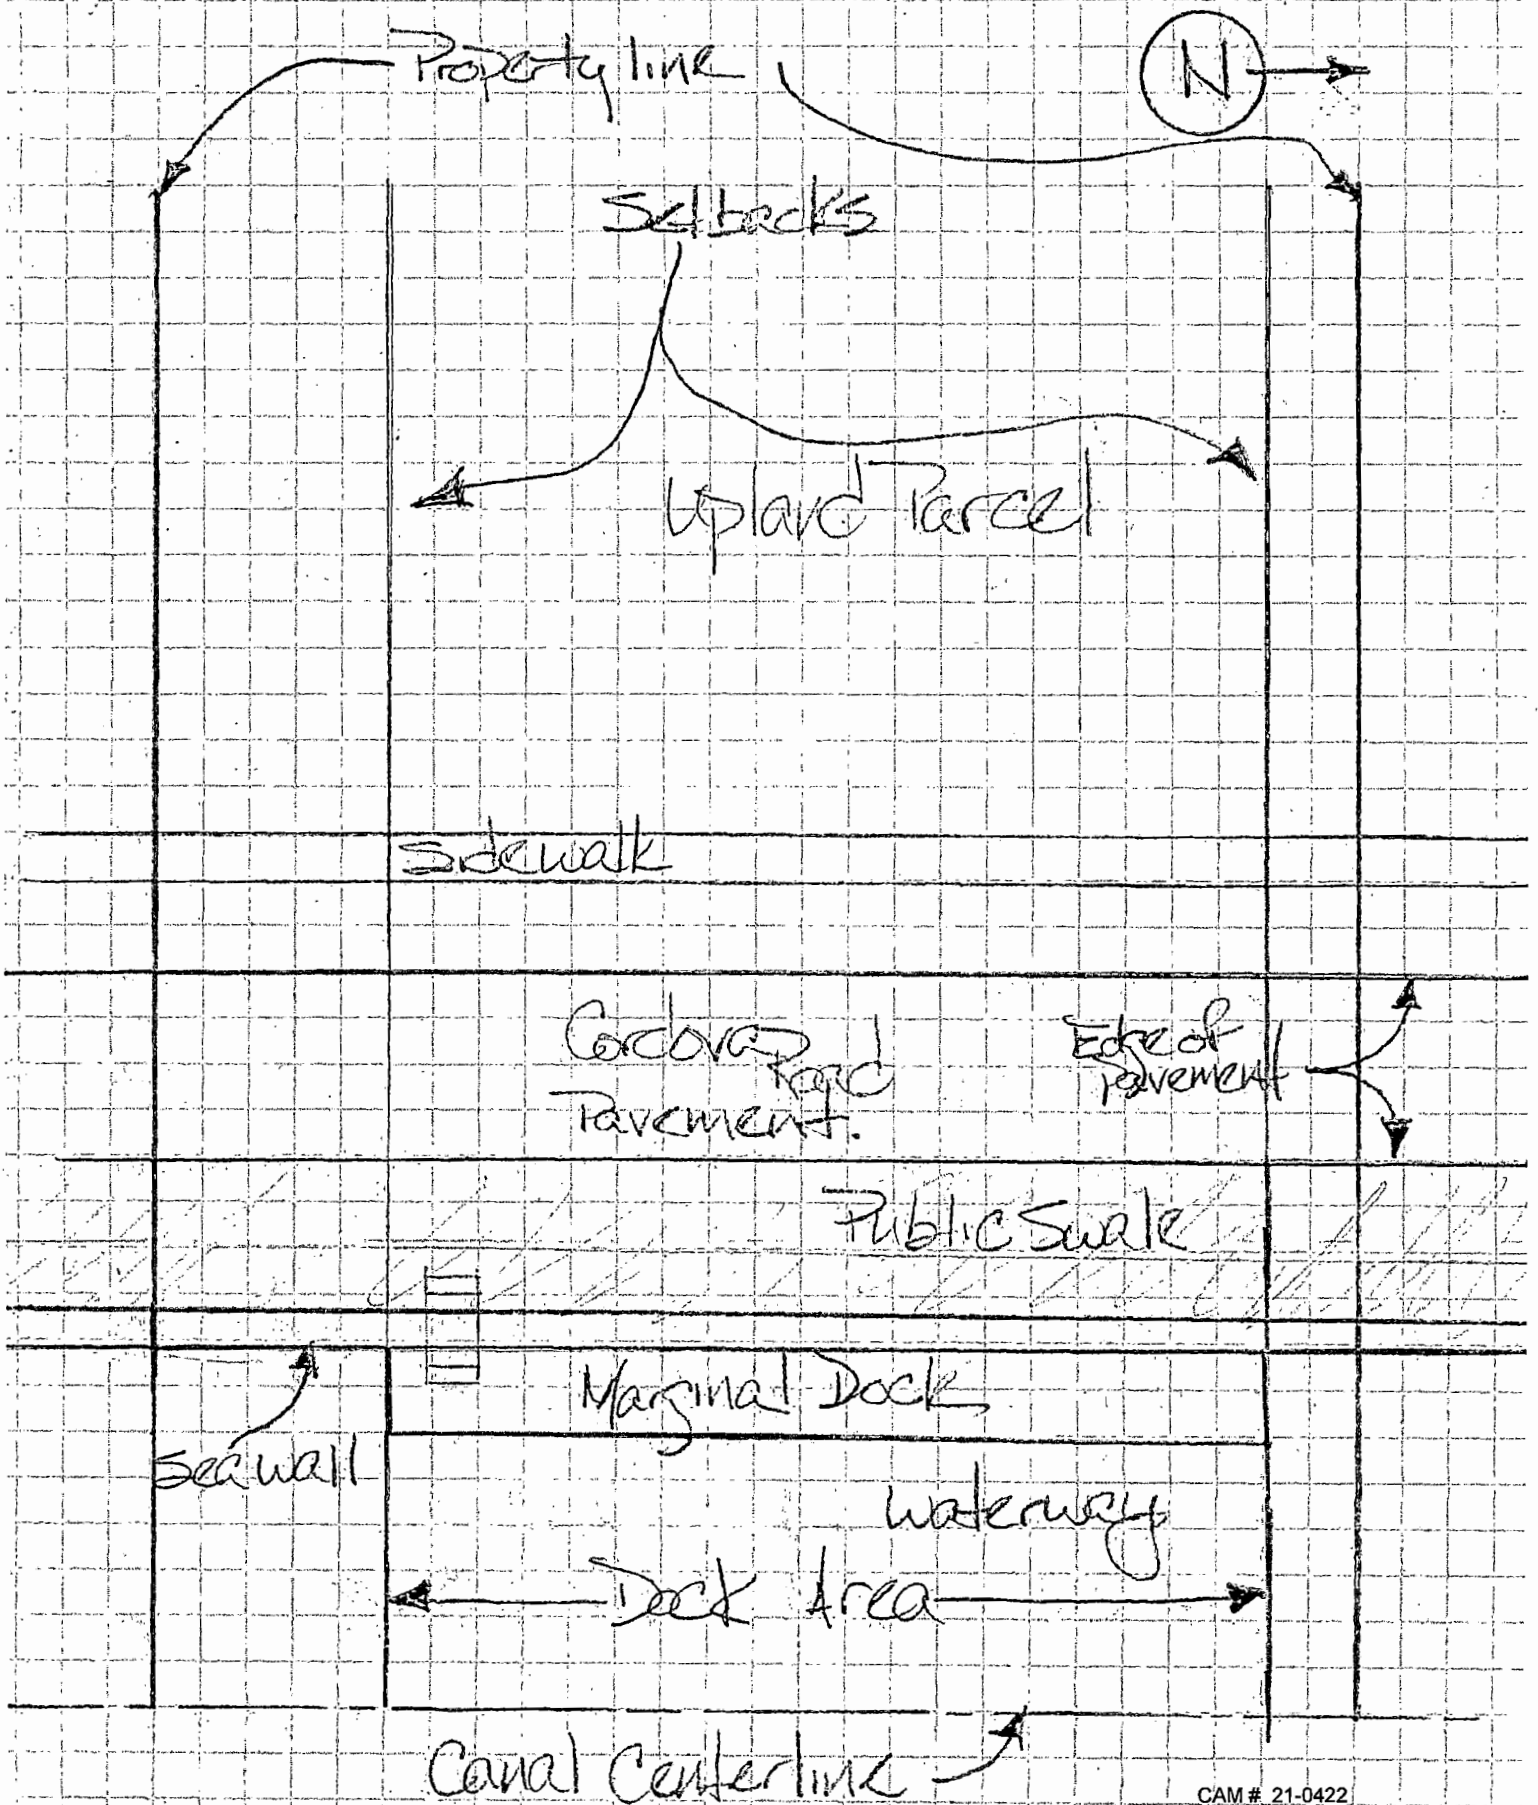 Property line
N
Setbacks
Upland Parcel
Sidewalk
Cordova Road
Pavement.
Edge of
pavement
Public Swale
Marginal Dock
Seawall
Waterway
Dock Area
Canal Centerline
CAM # 21-0422